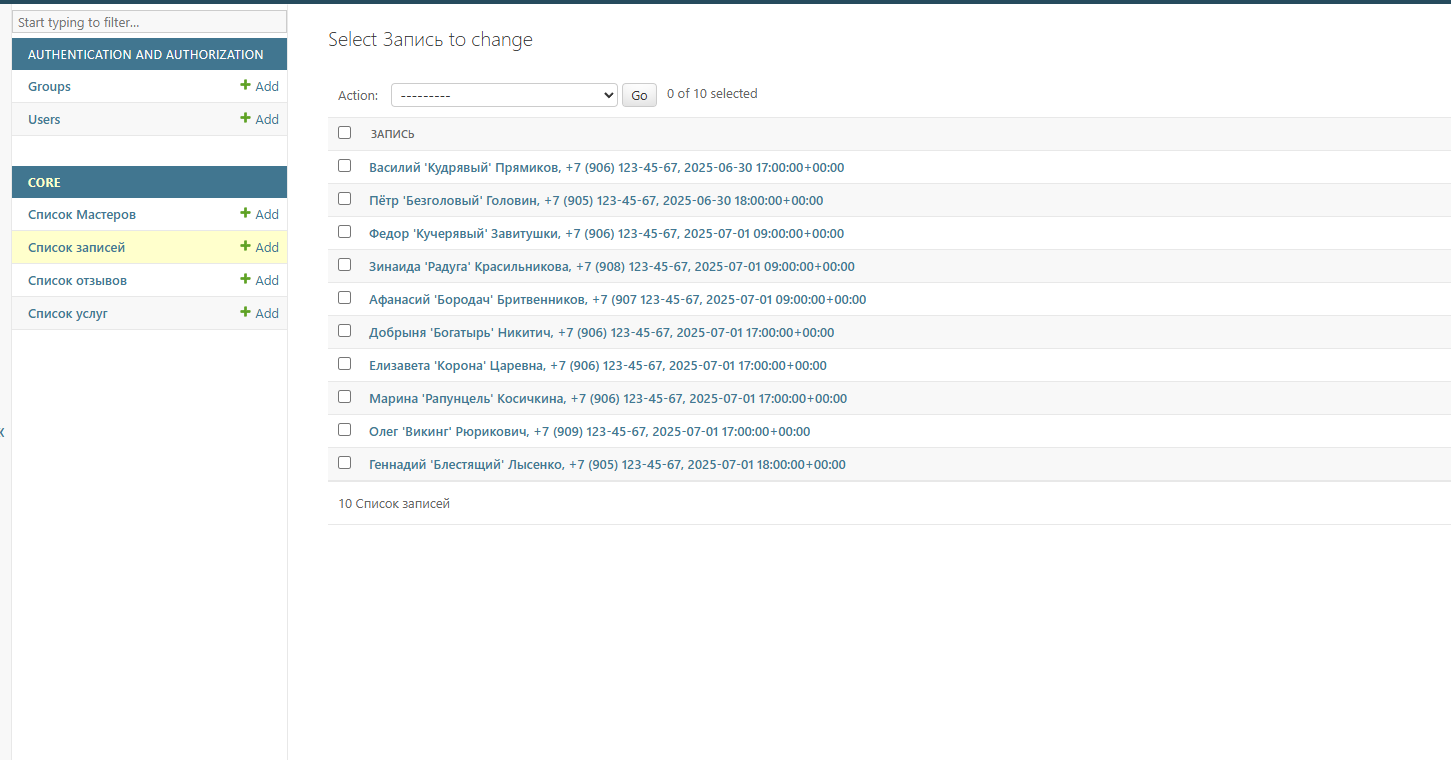 Start typing to filter...
AUTHENTICATION AND AUTHORIZATION
Groups + Add
Users + Add
CORE
Список Мастеров + Add
Список записей + Add
Список отзывов + Add
Список услуг + Add
Select Запись to change
Action: --------- Go 0 of 10 selected
ЗАПИСЬ
Василий 'Кудрявый' Прямиков, +7 (906) 123-45-67, 2025-06-30 17:00:00+00:00
Пётр 'Безголовый' Головин, +7 (905) 123-45-67, 2025-06-30 18:00:00+00:00
Федор 'Кучерявый' Завитушки, +7 (906) 123-45-67, 2025-07-01 09:00:00+00:00
Зинаида 'Радуга' Красильникова, +7 (908) 123-45-67, 2025-07-01 09:00:00+00:00
Афанасий 'Бородач' Бритвенников, +7 (907 123-45-67, 2025-07-01 09:00:00+00:00
Добрыня 'Богатырь' Никитич, +7 (906) 123-45-67, 2025-07-01 17:00:00+00:00
Елизавета 'Корона' Царевна, +7 (906) 123-45-67, 2025-07-01 17:00:00+00:00
Марина 'Рапунцель' Косичкина, +7 (906) 123-45-67, 2025-07-01 17:00:00+00:00
Олег 'Викинг' Рюрикович, +7 (909) 123-45-67, 2025-07-01 17:00:00+00:00
Геннадий 'Блестящий' Лысенко, +7 (905) 123-45-67, 2025-07-01 18:00:00+00:00
10 Список записей